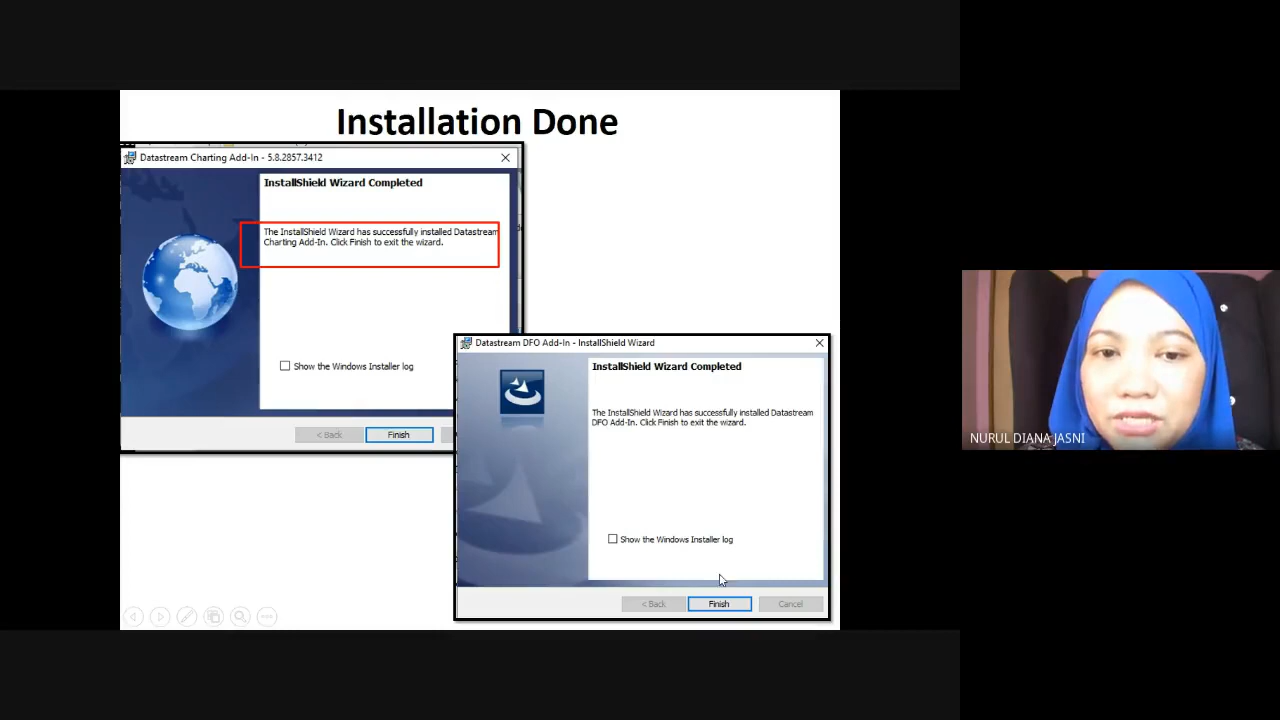 Installation Done
Datastream Charting Add-In - 5.8.2857.3412
InstallShield Wizard Completed
The InstallShield Wizard has successfully installed Datastream
Charting Add-In. Click Finish to exit the wizard.
Show the Windows Installer log
< Back
Finish
Datastream DFO Add-In - InstallShield Wizard
InstallShield Wizard Completed
The InstallShield Wizard has successfully installed Datastream
DFO Add-In. Click Finish to exit the wizard.
Show the Windows Installer log
< Back
Finish
Cancel
NURUL DIANA JASNI